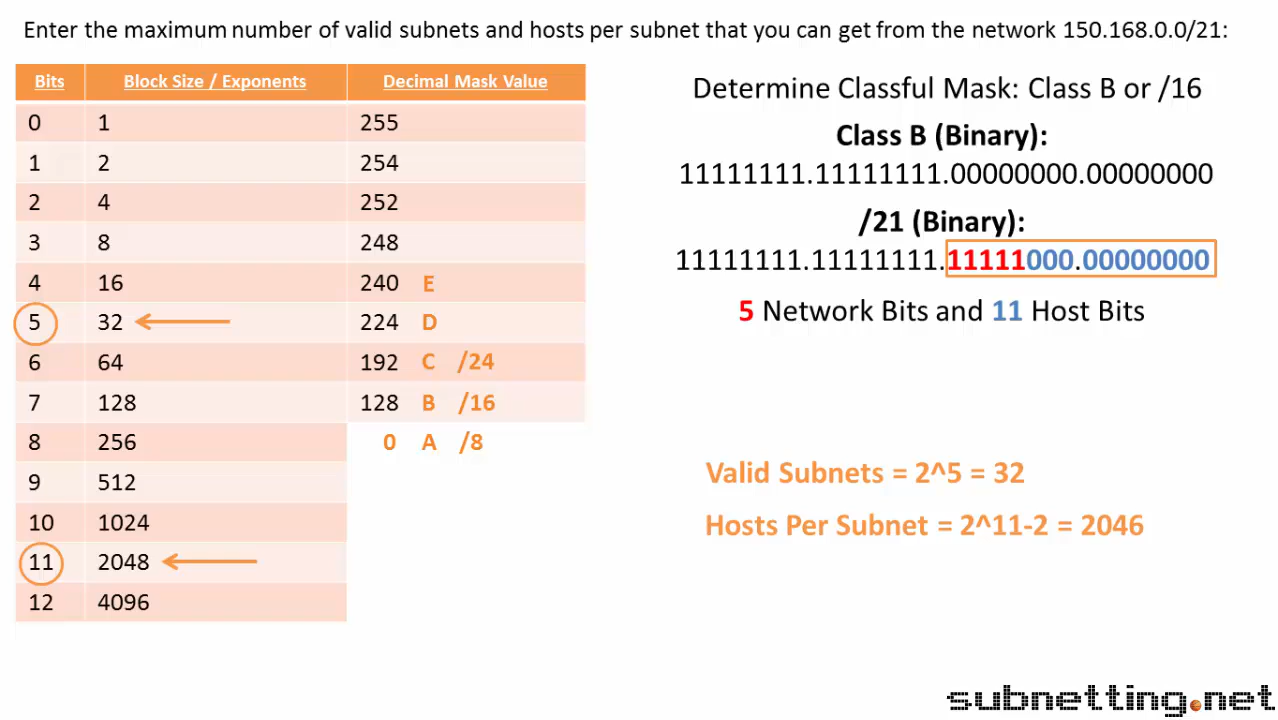 Enter the maximum number of valid subnets and hosts per subnet that you can get from the network 150.168.0.0/21:
Bits Block Size / Exponents Decimal Mask Value
0 1 255
1 2 254
2 4 252
3 8 248
4 16 240 E
5 32 224 D
6 64 192 C /24
7 128 128 B /16
8 256 0 A /8
9 512
10 1024
11 2048
12 4096
Determine Classful Mask: Class B or /16
Class B (Binary):
11111111.11111111.00000000.00000000
/21 (Binary):
11111111.11111111.11111000.00000000
5 Network Bits and 11 Host Bits
Valid Subnets = 2^5 = 32
Hosts Per Subnet = 2^11-2 = 2046
subnetting.net